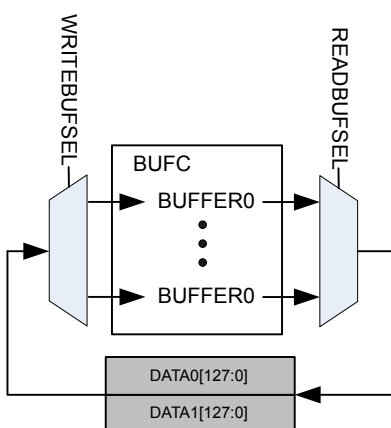 WRITEBUFSEL
READBUFSEL
BUFC
BUFFER0
BUFFER0
DATA0[127:0]
DATA1[127:0]